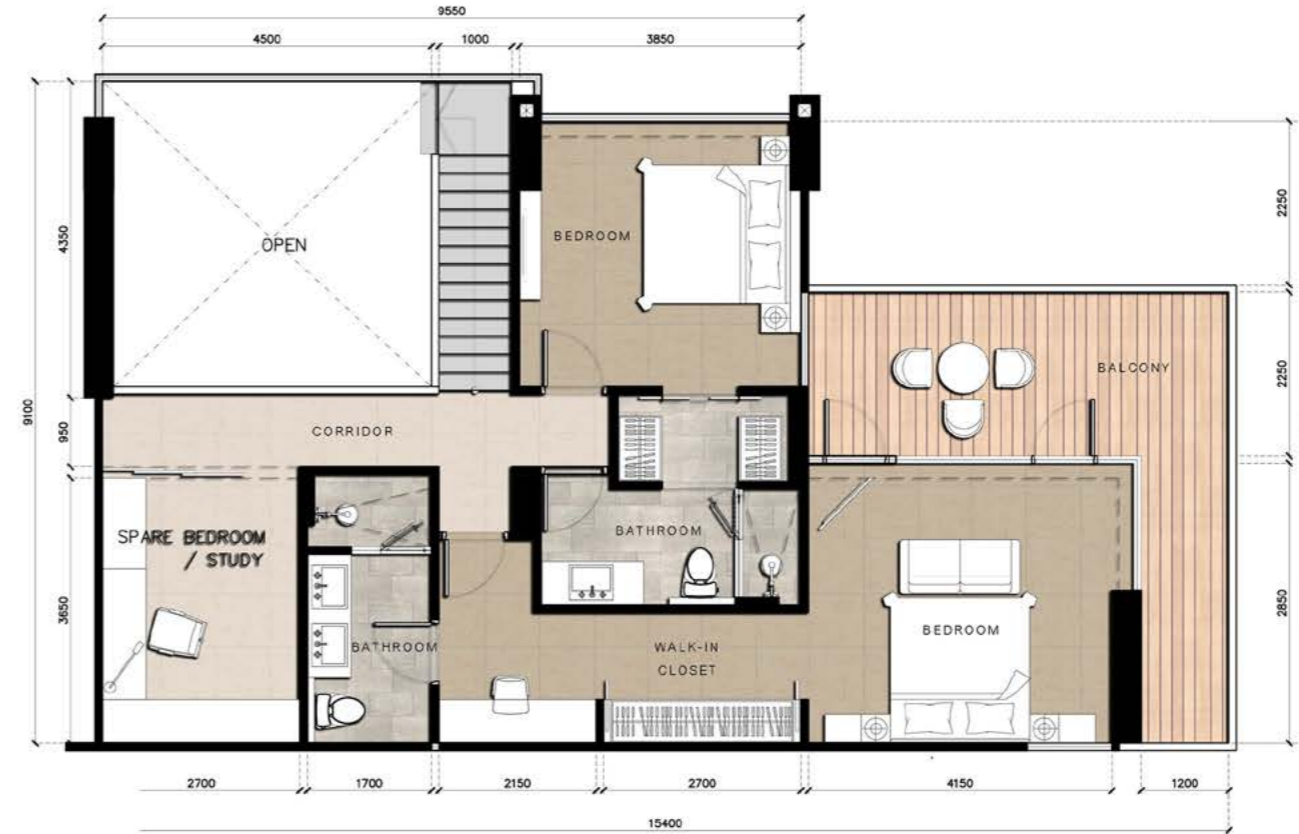 9550
4500
1000
3850
OPEN
BEDROOM
2250
4350
9100
2250
BALCONY
950
CORRIDOR
SPARE BEDROOM
/ STUDY
BATHROOM
3650
BEDROOM
2850
BATHROOM
WALK-IN
CLOSET
2700
1700
2150
2700
4150
1200
15400